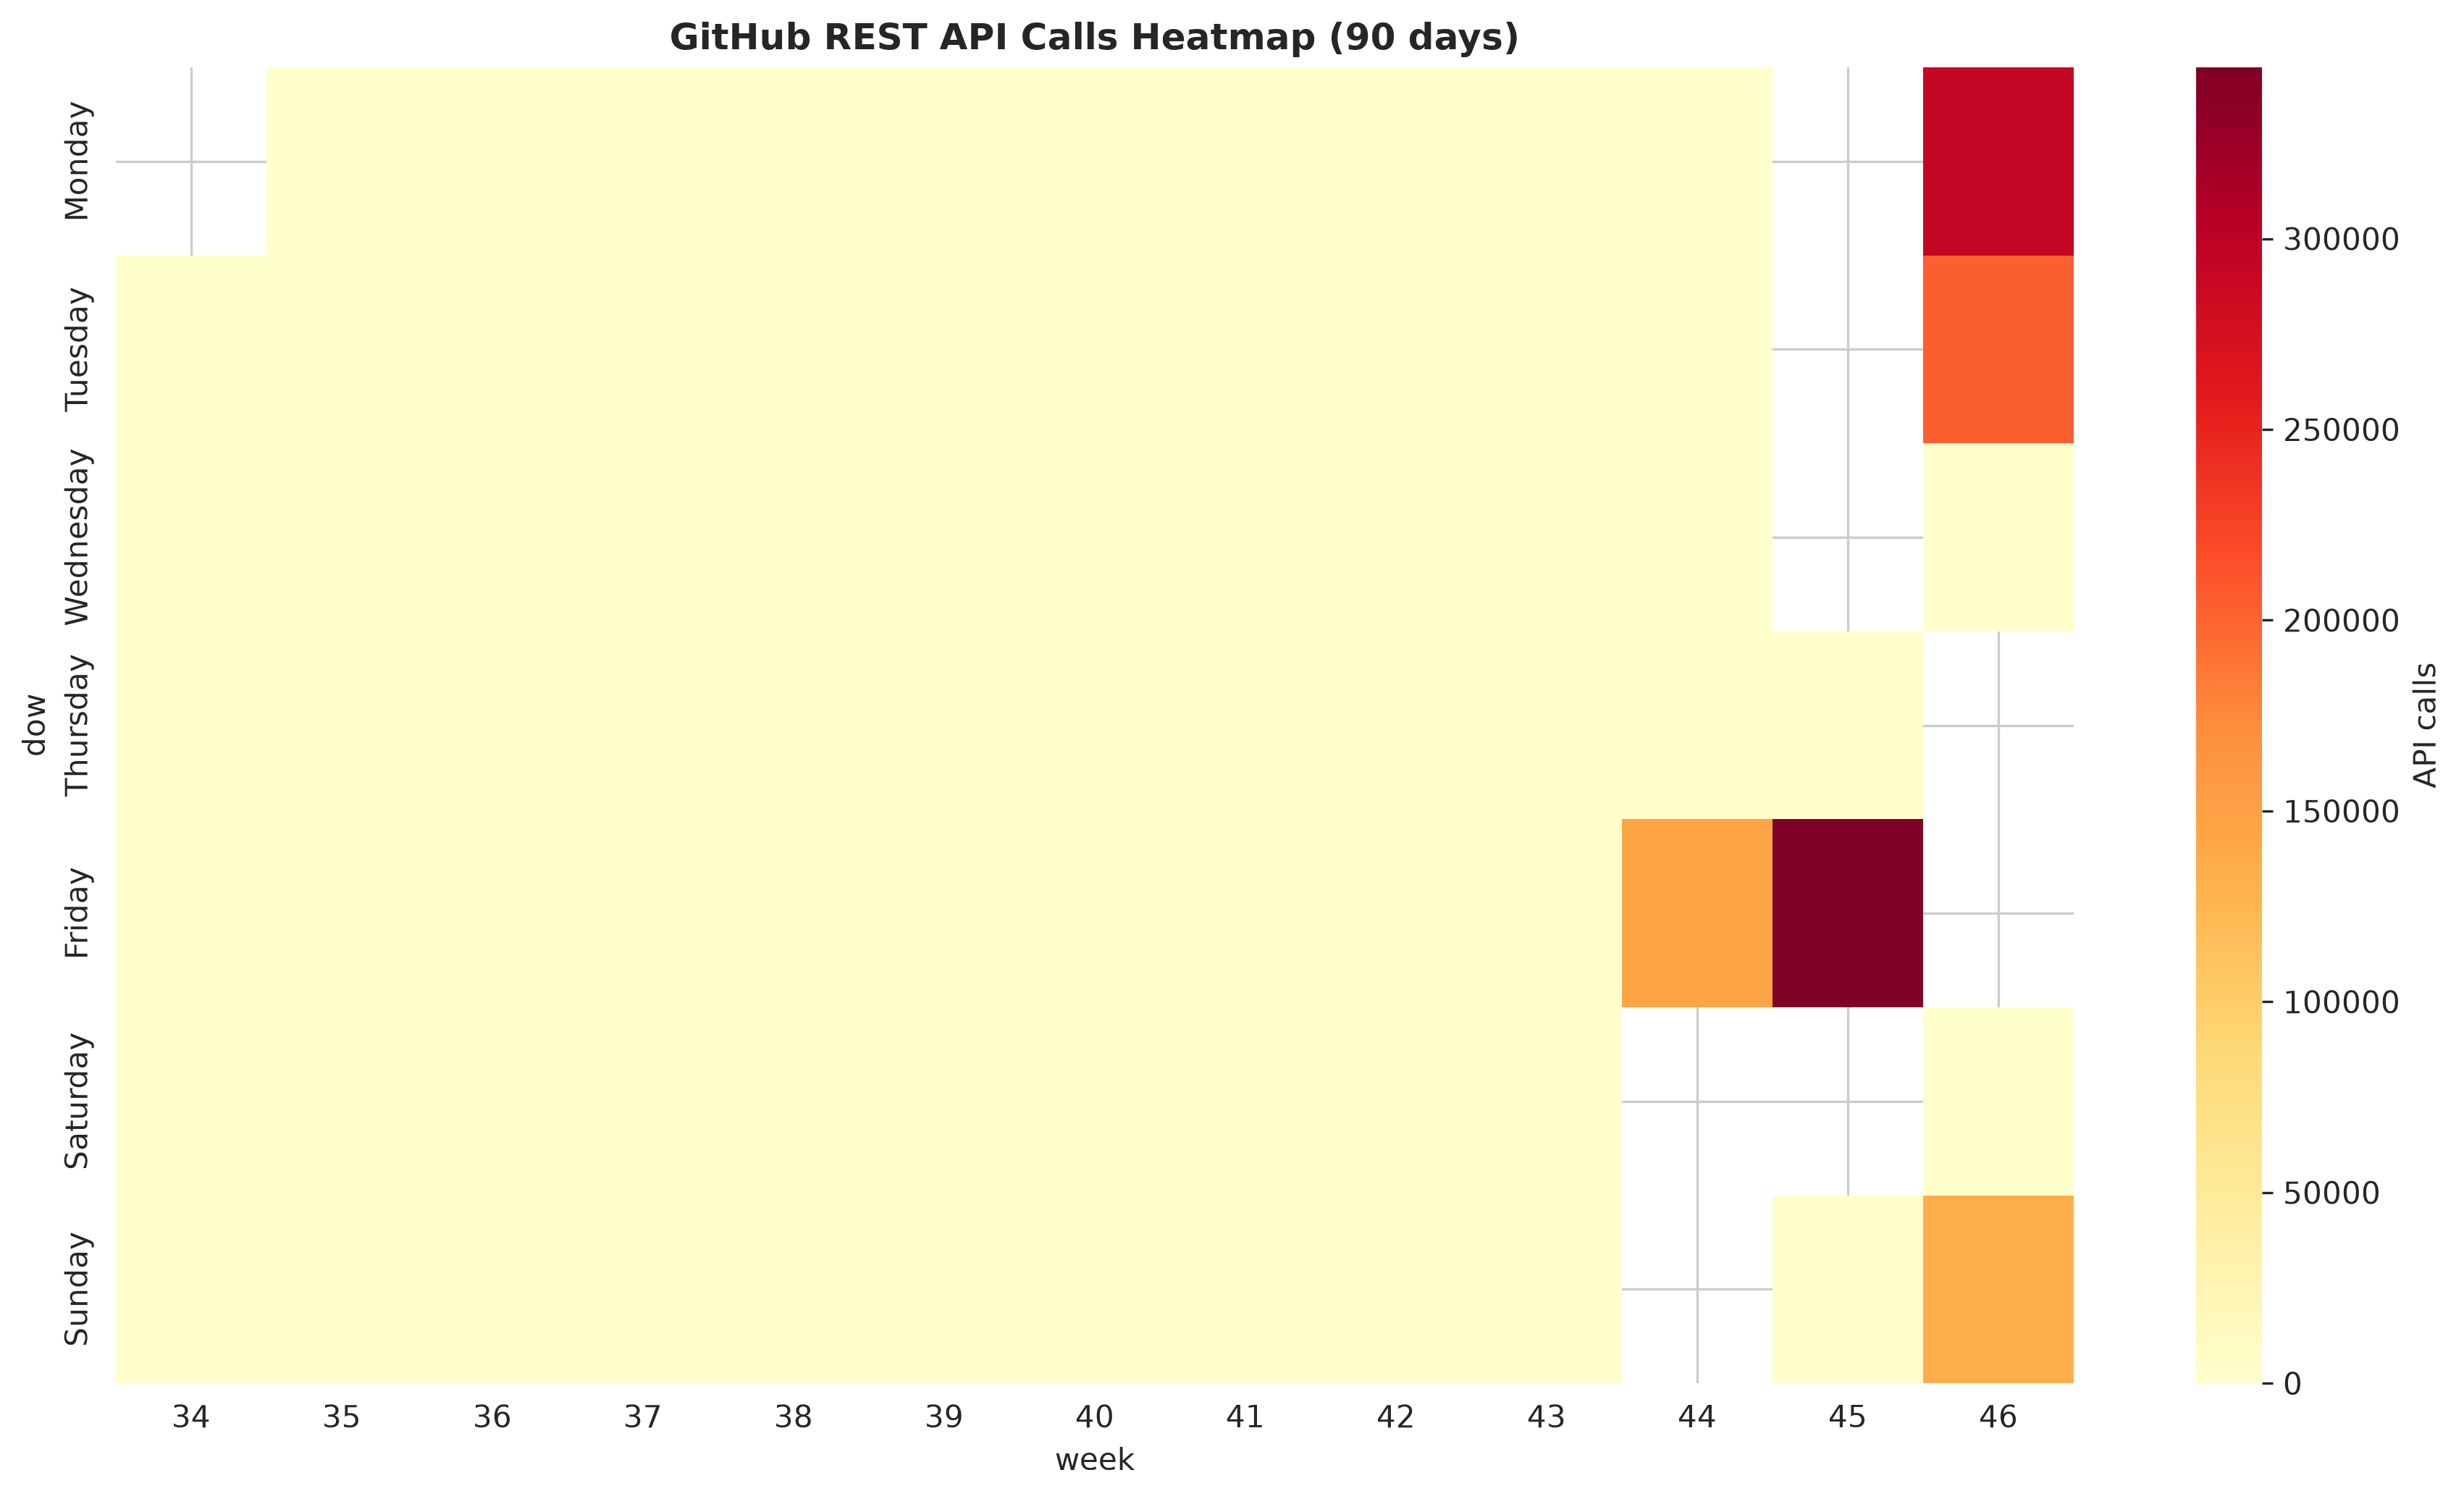 GitHub REST API Calls Heatmap (90 days)
dow
Monday
Tuesday
Wednesday
Thursday
Friday
Saturday
Sunday
34 35 36 37 38 39 40 41 42 43 44 45 46
week
300000
250000
200000
150000
100000
50000
0
API calls